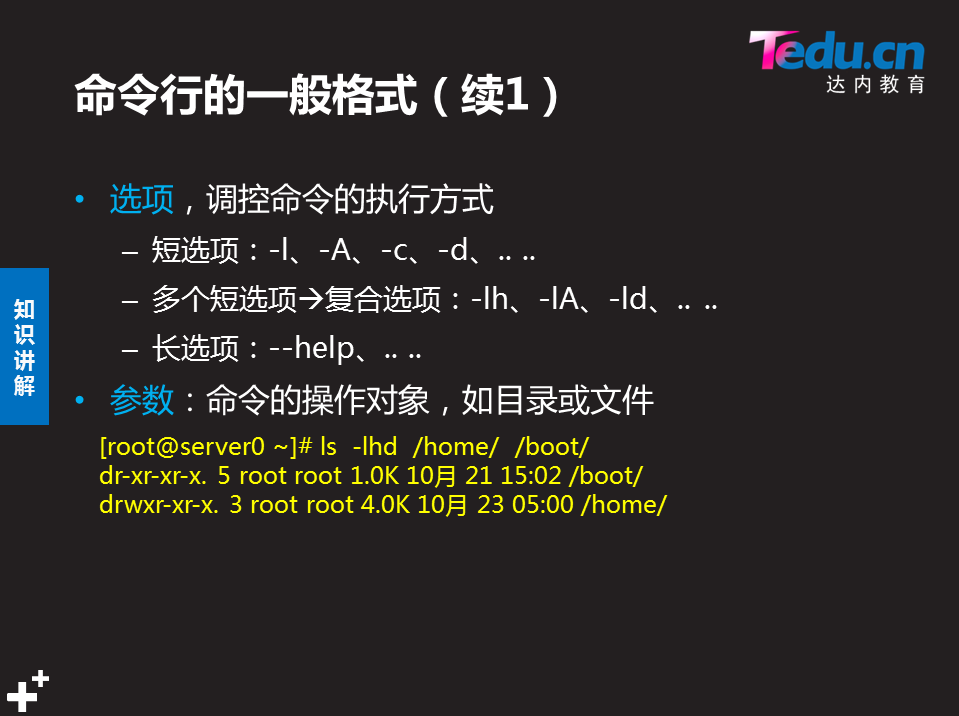 Tedu.cn
达内教育
命令行的一般格式（续1）
• 选项，调控命令的执行方式
– 短选项：-l、-A、-c、-d、.. ..
– 多个短选项→复合选项：-lh、-lA、-ld、.. ..
– 长选项：--help、.. ..
• 参数：命令的操作对象，如目录或文件
[root@server0 ~]# ls  -lhd  /home/  /boot/
dr-xr-xr-x. 5 root root 1.0K 10月 21 15:02 /boot/
drwxr-xr-x. 3 root root 4.0K 10月 23 05:00 /home/
知
识
讲
解